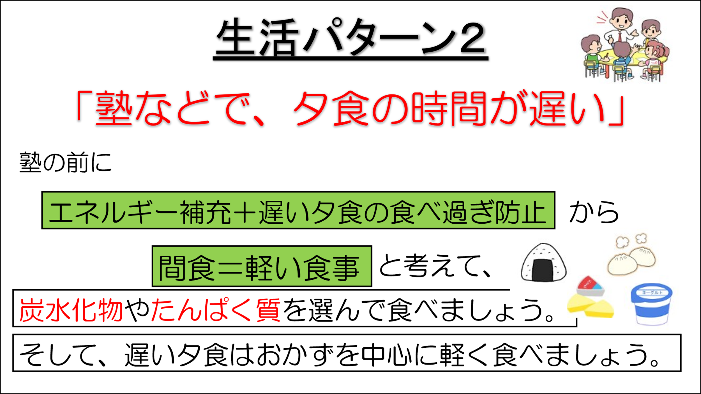 生活パターン２
「塾などで、夕食の時間が遅い」
塾の前に
エネルギー補充＋遅い夕食の食べ過ぎ防止 から
間食＝軽い食事 と考えて、
炭水化物やたんぱく質を選んで食べましょう。
そして、遅い夕食はおかずを中心に軽く食べましょう。
ヨーグルト